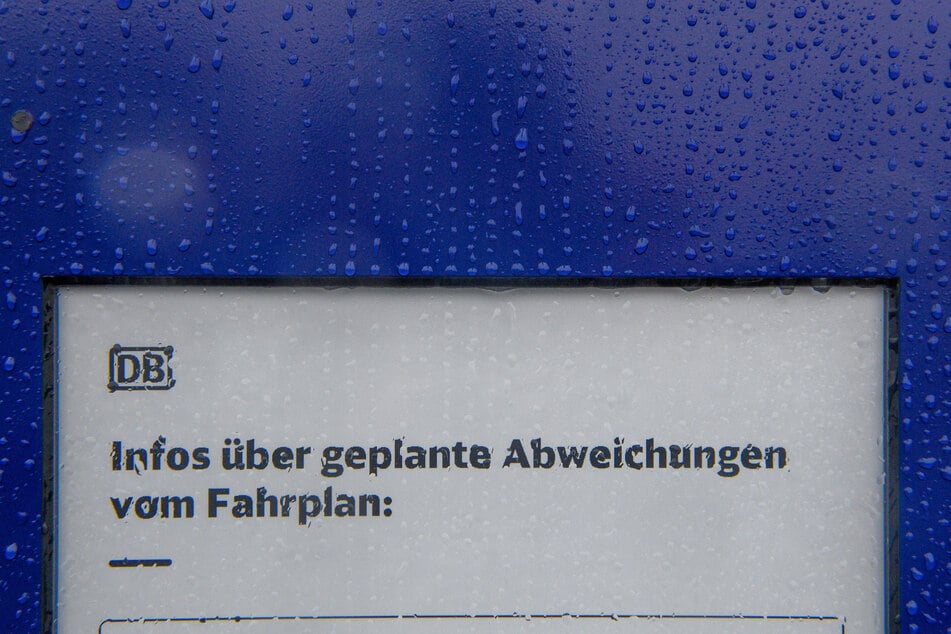 DB
Infos über geplante Abweichungen
vom Fahrplan: